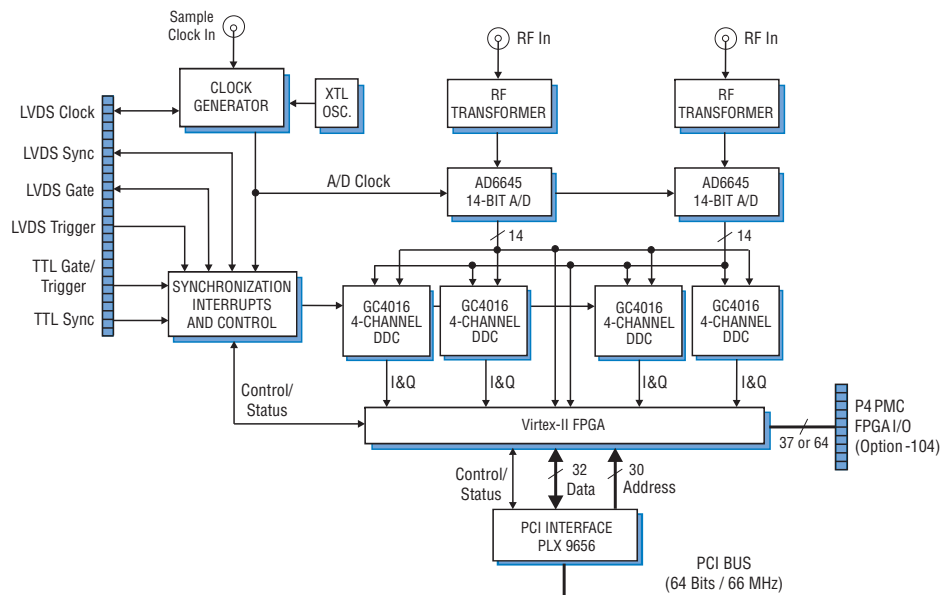 Sample
Clock In
RF In
RF In
CLOCK
GENERATOR
XTL
OSC.
RF
TRANSFORMER
RF
TRANSFORMER
LVDS Clock
LVDS Sync
LVDS Gate
LVDS Trigger
TTL Gate/
Trigger
TTL Sync
A/D Clock
AD6645
14-BIT A/D
AD6645
14-BIT A/D
14
14
SYNCHRONIZATION
INTERRUPTS
AND CONTROL
GC4016
4-CHANNEL
DDC
GC4016
4-CHANNEL
DDC
GC4016
4-CHANNEL
DDC
GC4016
4-CHANNEL
DDC
I&Q
I&Q
I&Q
I&Q
Control/
Status
Virtex-II FPGA
37 or 64
P4 PMC
FPGA I/O
(Option -104)
Control/
Status
32
Data
30
Address
PCI INTERFACE
PLX 9656
PCI BUS
(64 Bits / 66 MHz)